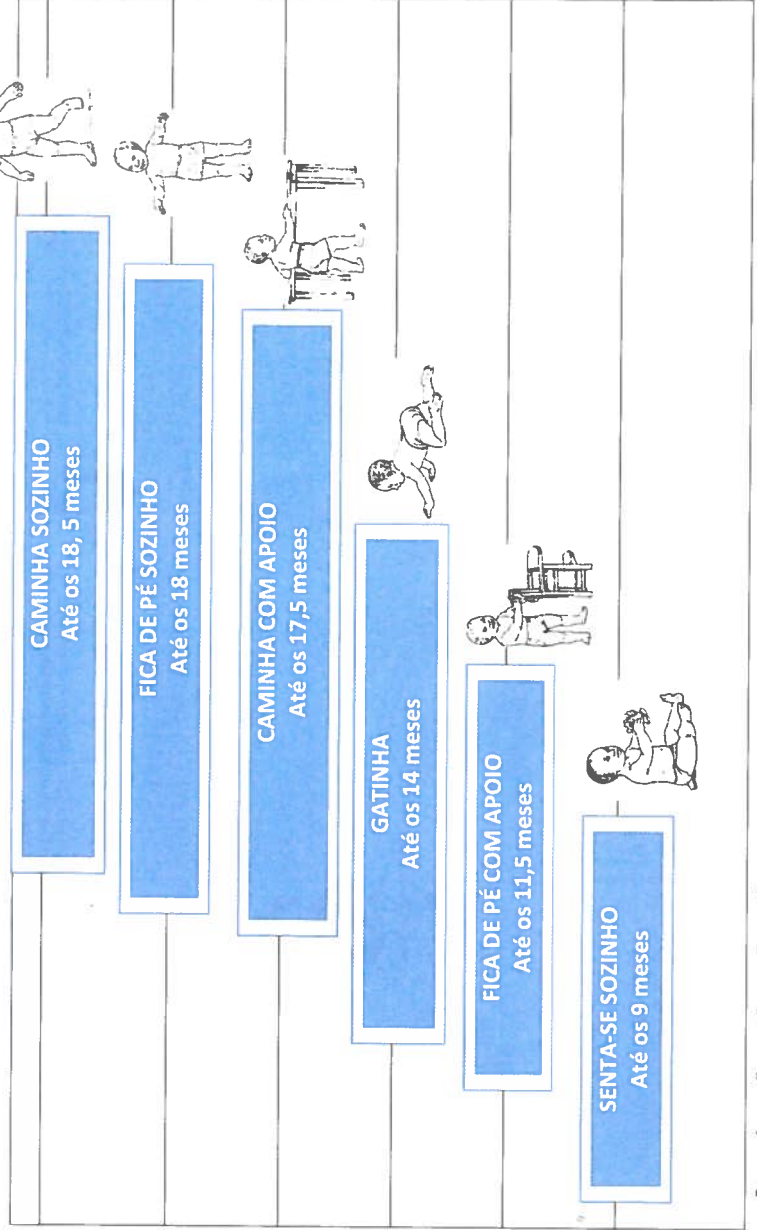 CAMINHA SOZINHO
Até os 18, 5 meses
FICA DE PÉ SOZINHO
Até os 18 meses
CAMINHA COM APOIO
Até os 17,5 meses
GATINHA
Até os 14 meses
FICA DE PÉ COM APOIO
Até os 11,5 meses
SENTA-SE SOZINHO
Até os 9 meses